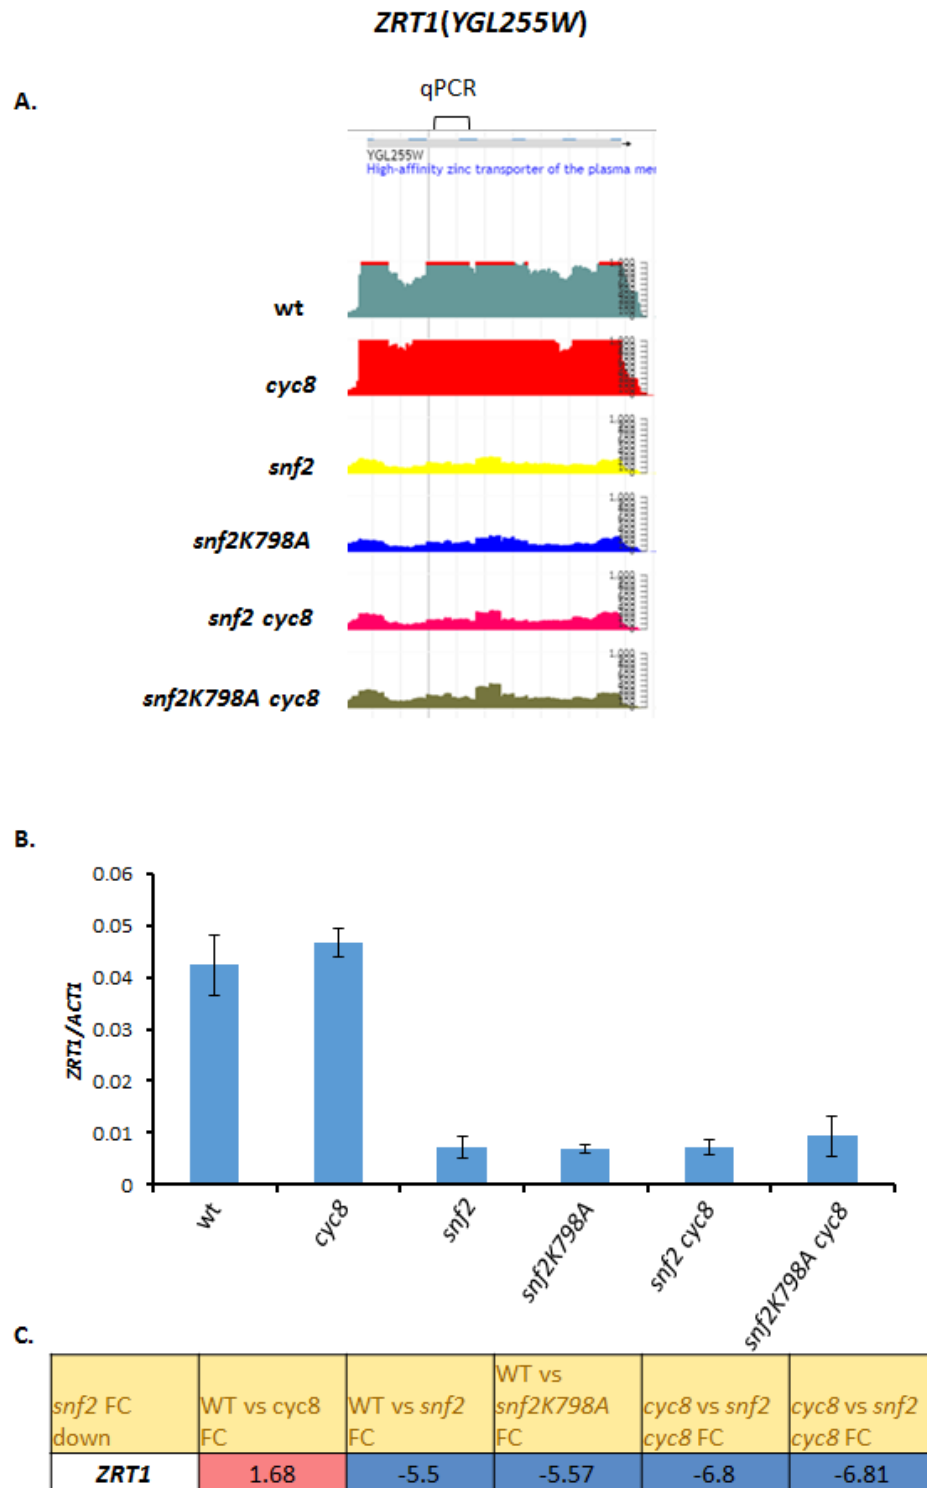 ZRT1(YGL255W)
A.
qPCR
YGL255W
High-affinity zinc transporter of the plasma mer
wt
cyc8
snf2
snf2K798A
snf2 cyc8
snf2K798A cyc8
B.
ZRT1/ACT1
0.06
0.05
0.04
0.03
0.02
0.01
0
wt
cyc8
snf2
snf2K798A
snf2 cyc8
snf2K798A cyc8
C.
snf2 FC down
WT vs cyc8 FC
WT vs snf2 FC
WT vs snf2K798A FC
cyc8 vs snf2 cyc8 FC
cyc8 vs snf2 cyc8 FC
ZRT1
1.68
-5.5
-5.57
-6.8
-6.81